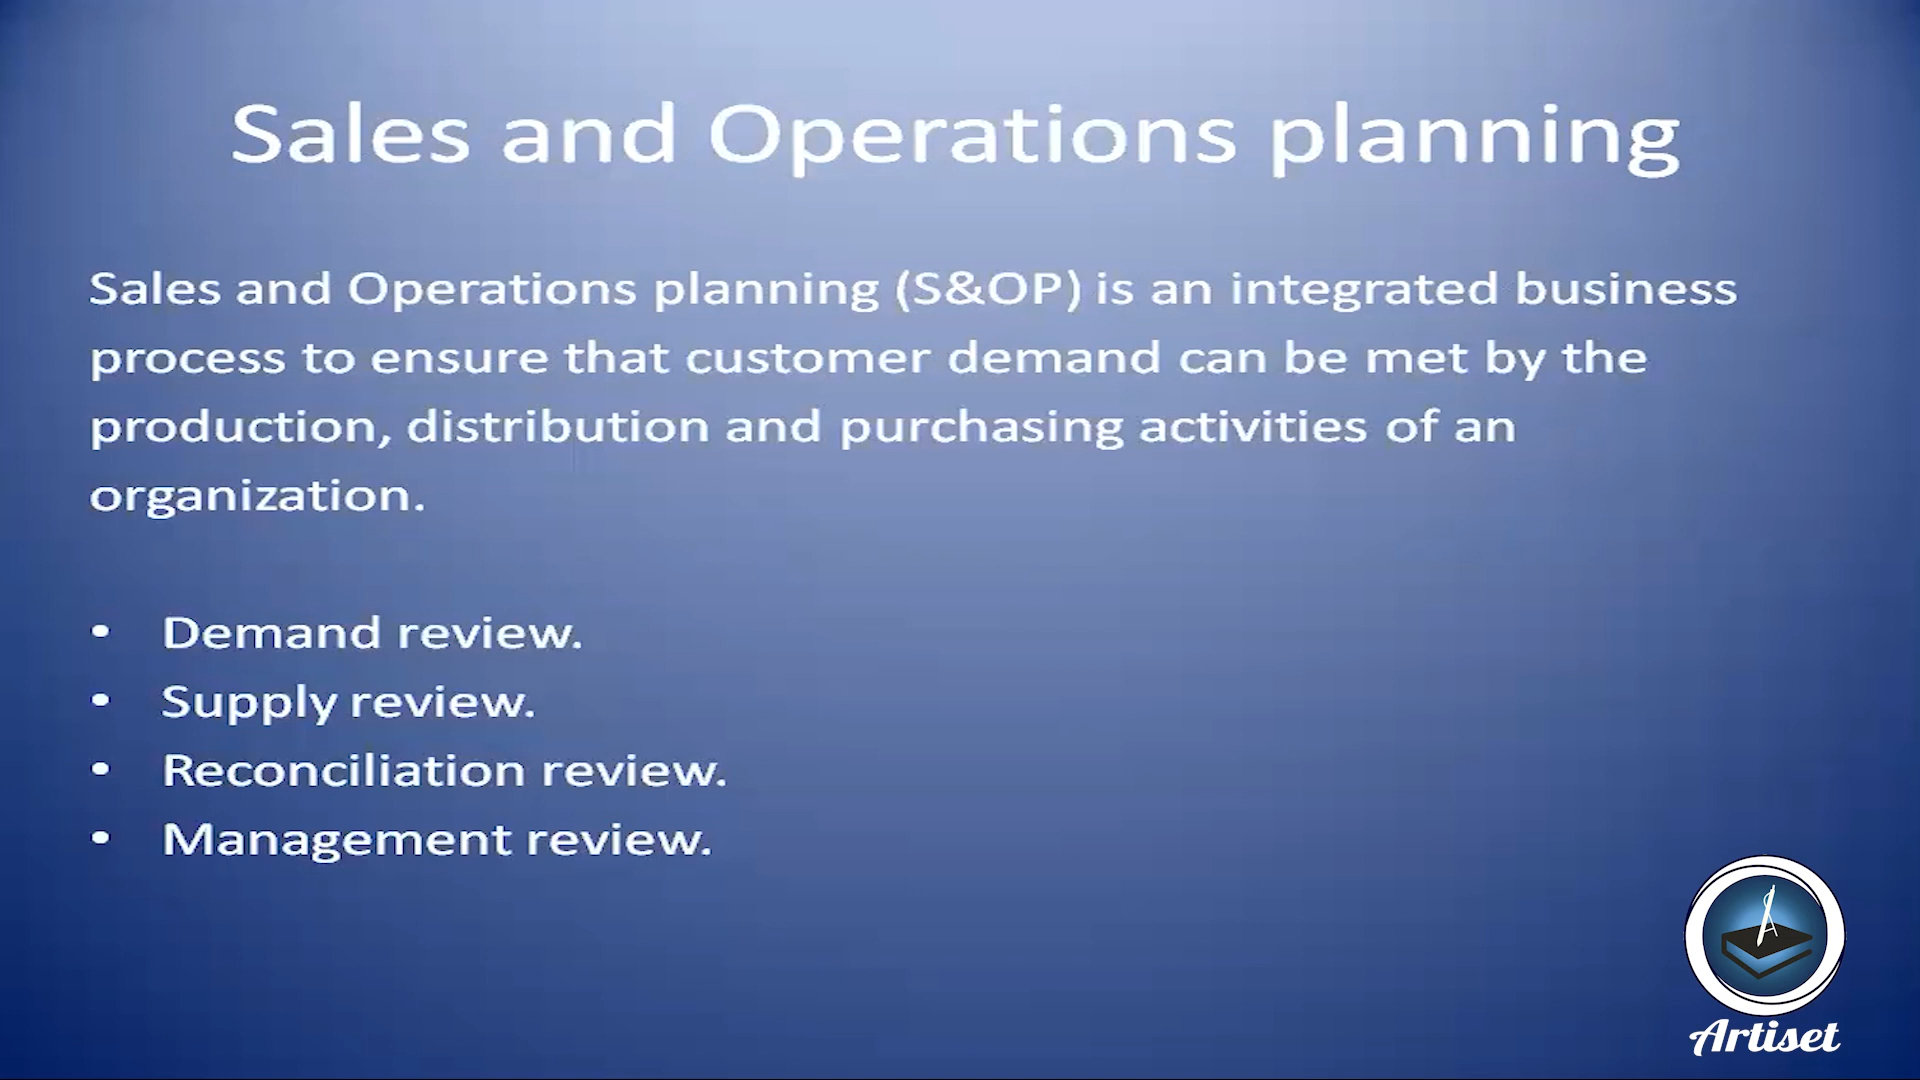 Sales and Operations planning
Sales and Operations planning (S&OP) is an integrated business
process to ensure that customer demand can be met by the
production, distribution and purchasing activities of an
organization.
• Demand review.
• Supply review.
• Reconciliation review.
• Management review.
Artiset